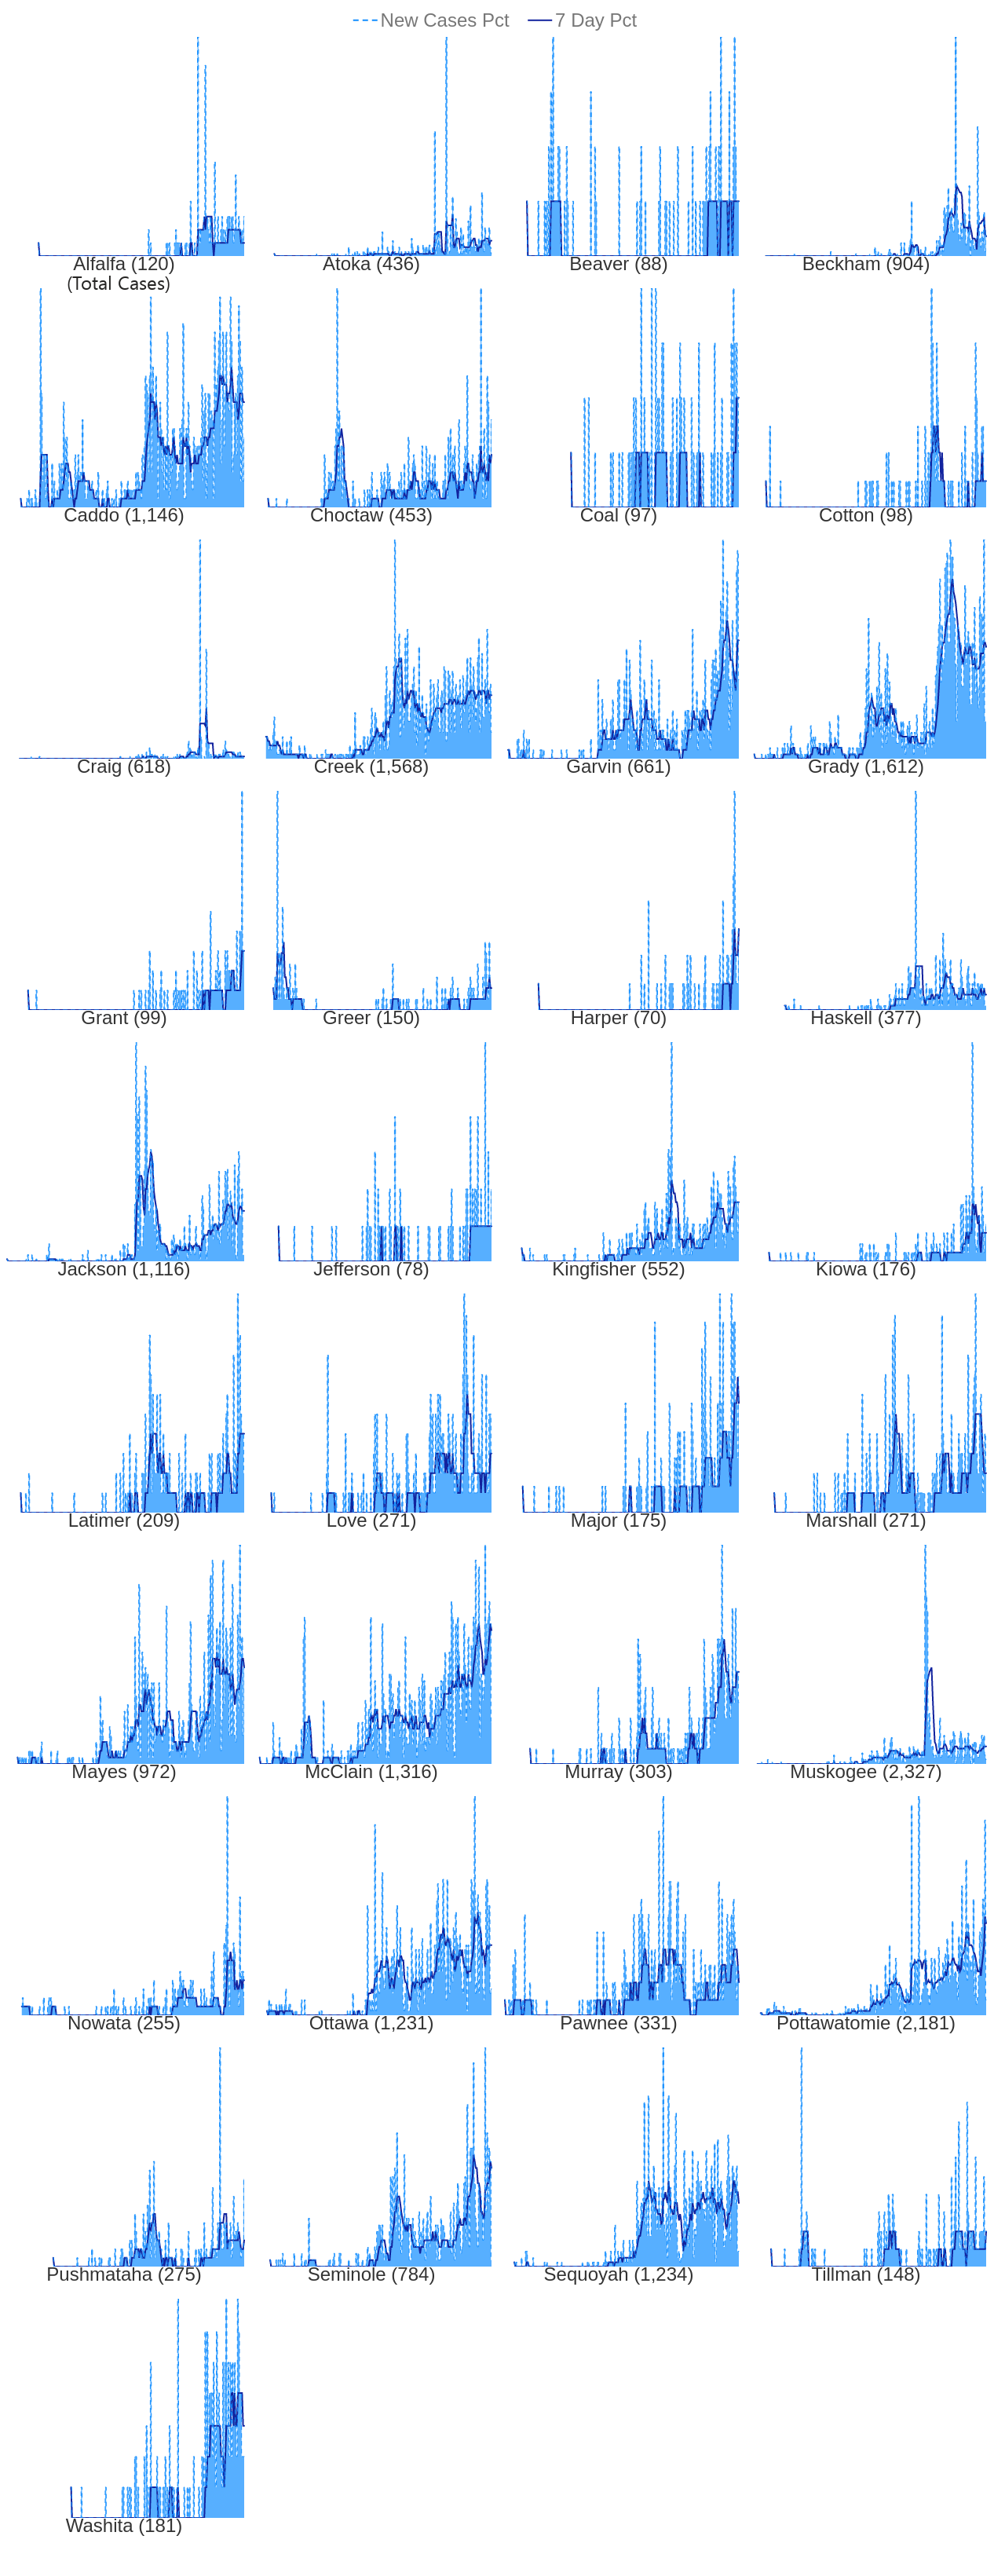 New Cases Pct 7 Day Pct
Alfalfa (120) Atoka (436) Beaver (88) Beckham (904)
(Total Cases)
Caddo (1,146) Choctaw (453) Coal (97) Cotton (98)
Craig (618) Creek (1,568) Garvin (661) Grady (1,612)
Grant (99) Greer (150) Harper (70) Haskell (377)
Jackson (1,116) Jefferson (78) Kingfisher (552) Kiowa (176)
Latimer (209) Love (271) Major (175) Marshall (271)
Mayes (972) McClain (1,316) Murray (303) Muskogee (2,327)
Nowata (255) Ottawa (1,231) Pawnee (331) Pottawatomie (2,181)
Pushmataha (275) Seminole (784) Sequoyah (1,234) Tillman (148)
Washita (181)